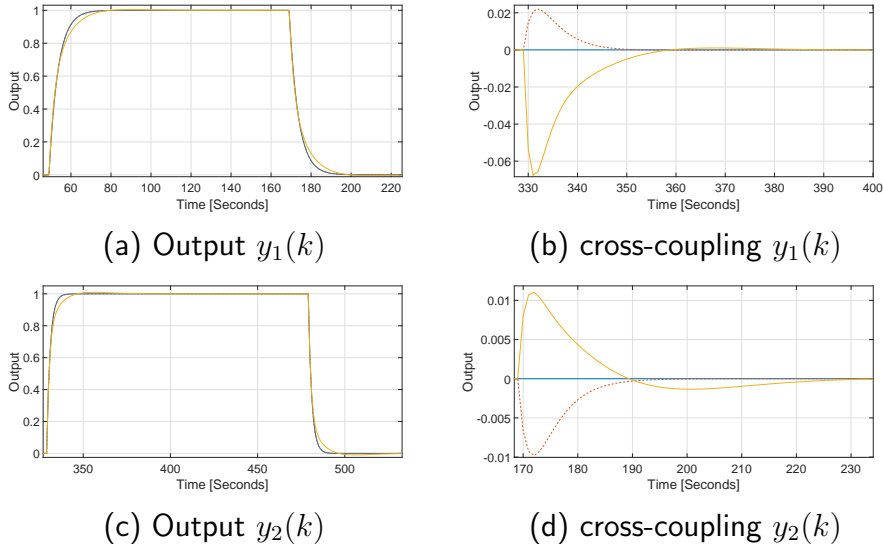 Output
1
0.8
0.6
0.4
0.2
0
60 80 100 120 140 160 180 200 220
Time [Seconds]
(a) Output y₁(k)
Output
0.02
0
-0.02
-0.04
-0.06
330 340 350 360 370 380 390 400
Time [Seconds]
(b) cross-coupling y₁(k)
Output
1
0.8
0.6
0.4
0.2
0
350 400 450 500
Time [Seconds]
(c) Output y₂(k)
Output
0.01
0.005
0
-0.005
-0.01
170 180 190 200 210 220 230
Time [Seconds]
(d) cross-coupling y₂(k)